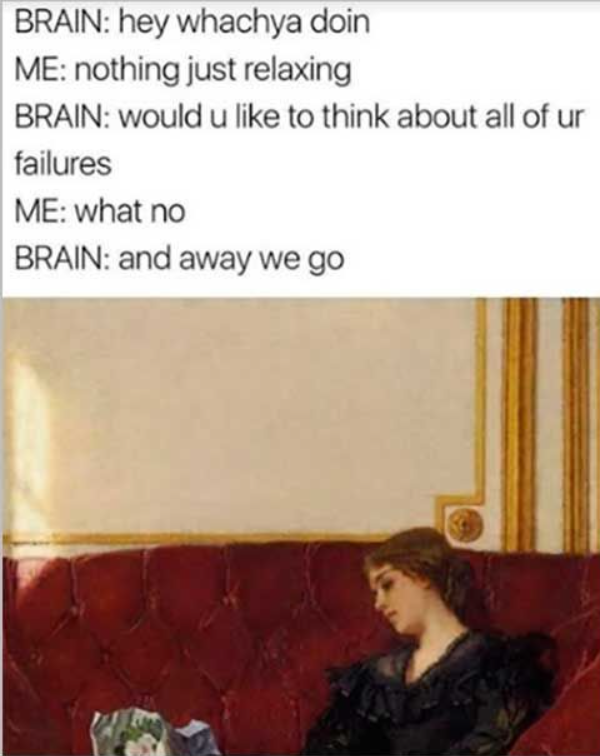 BRAIN: hey whachya doin
ME: nothing just relaxing
BRAIN: would u like to think about all of ur
failures
ME: what no
BRAIN: and away we go